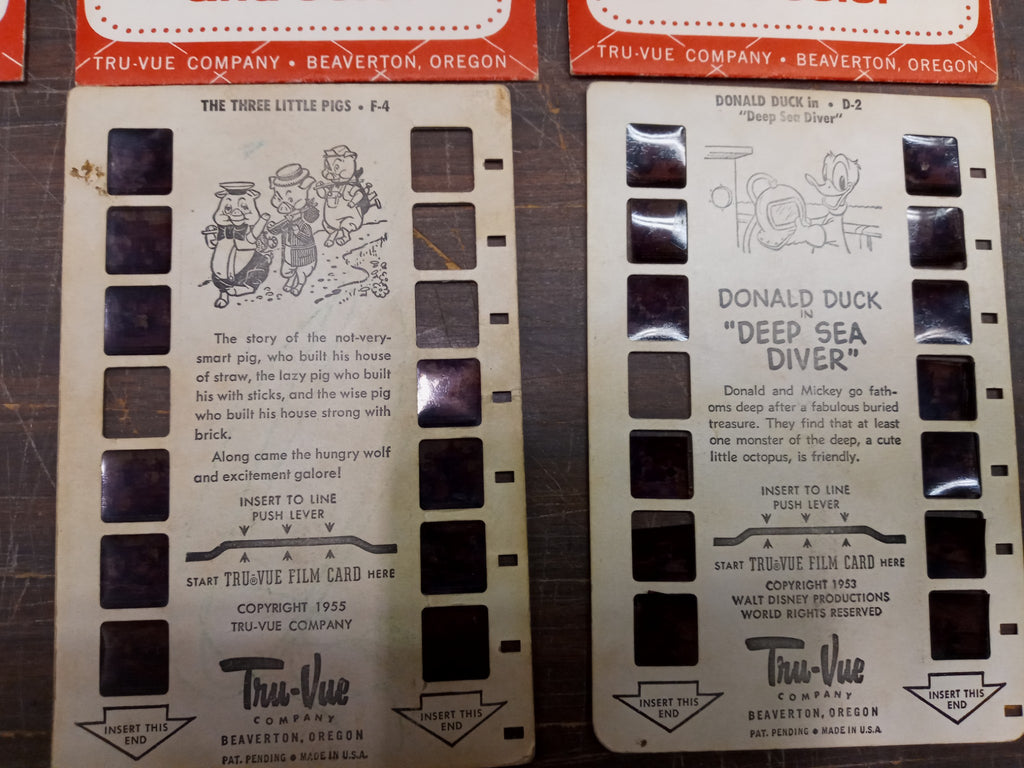 TRU-VUE COMPANY • BEAVERTON, OREGON
TRU-VUE COMPANY • BEAVERTON, OREGON
THE THREE LITTLE PIGS • F-4
The story of the not-very-
smart pig, who built his house
of straw, the lazy pig who built
his with sticks, and the wise pig
who built his house strong with
brick.
Along came the hungry wolf
and excitement galore!
INSERT TO LINE
PUSH LEVER
START TRU-VUE FILM CARD HERE
COPYRIGHT 1955
TRU-VUE COMPANY
Tru-Vue
COMPANY
BEAVERTON, OREGON
PAT. PENDING • MADE IN U.S.A.
INSERT THIS
END
INSERT THIS
END
DONALD DUCK in • D-2
"Deep Sea Diver"
DONALD DUCK
IN
"DEEP SEA
DIVER"
Donald and Mickey go fath-
oms deep after a fabulous buried
treasure. They find that at least
one monster of the deep, a cute
little octopus, is friendly.
INSERT TO LINE
PUSH LEVER
START TRU-VUE FILM CARD HERE
COPYRIGHT 1953
WALT DISNEY PRODUCTIONS
WORLD RIGHTS RESERVED
Tru-Vue
COMPANY
BEAVERTON, OREGON
PAT. PENDING • MADE IN U.S.A.
INSERT THIS
END
INSERT THIS
END